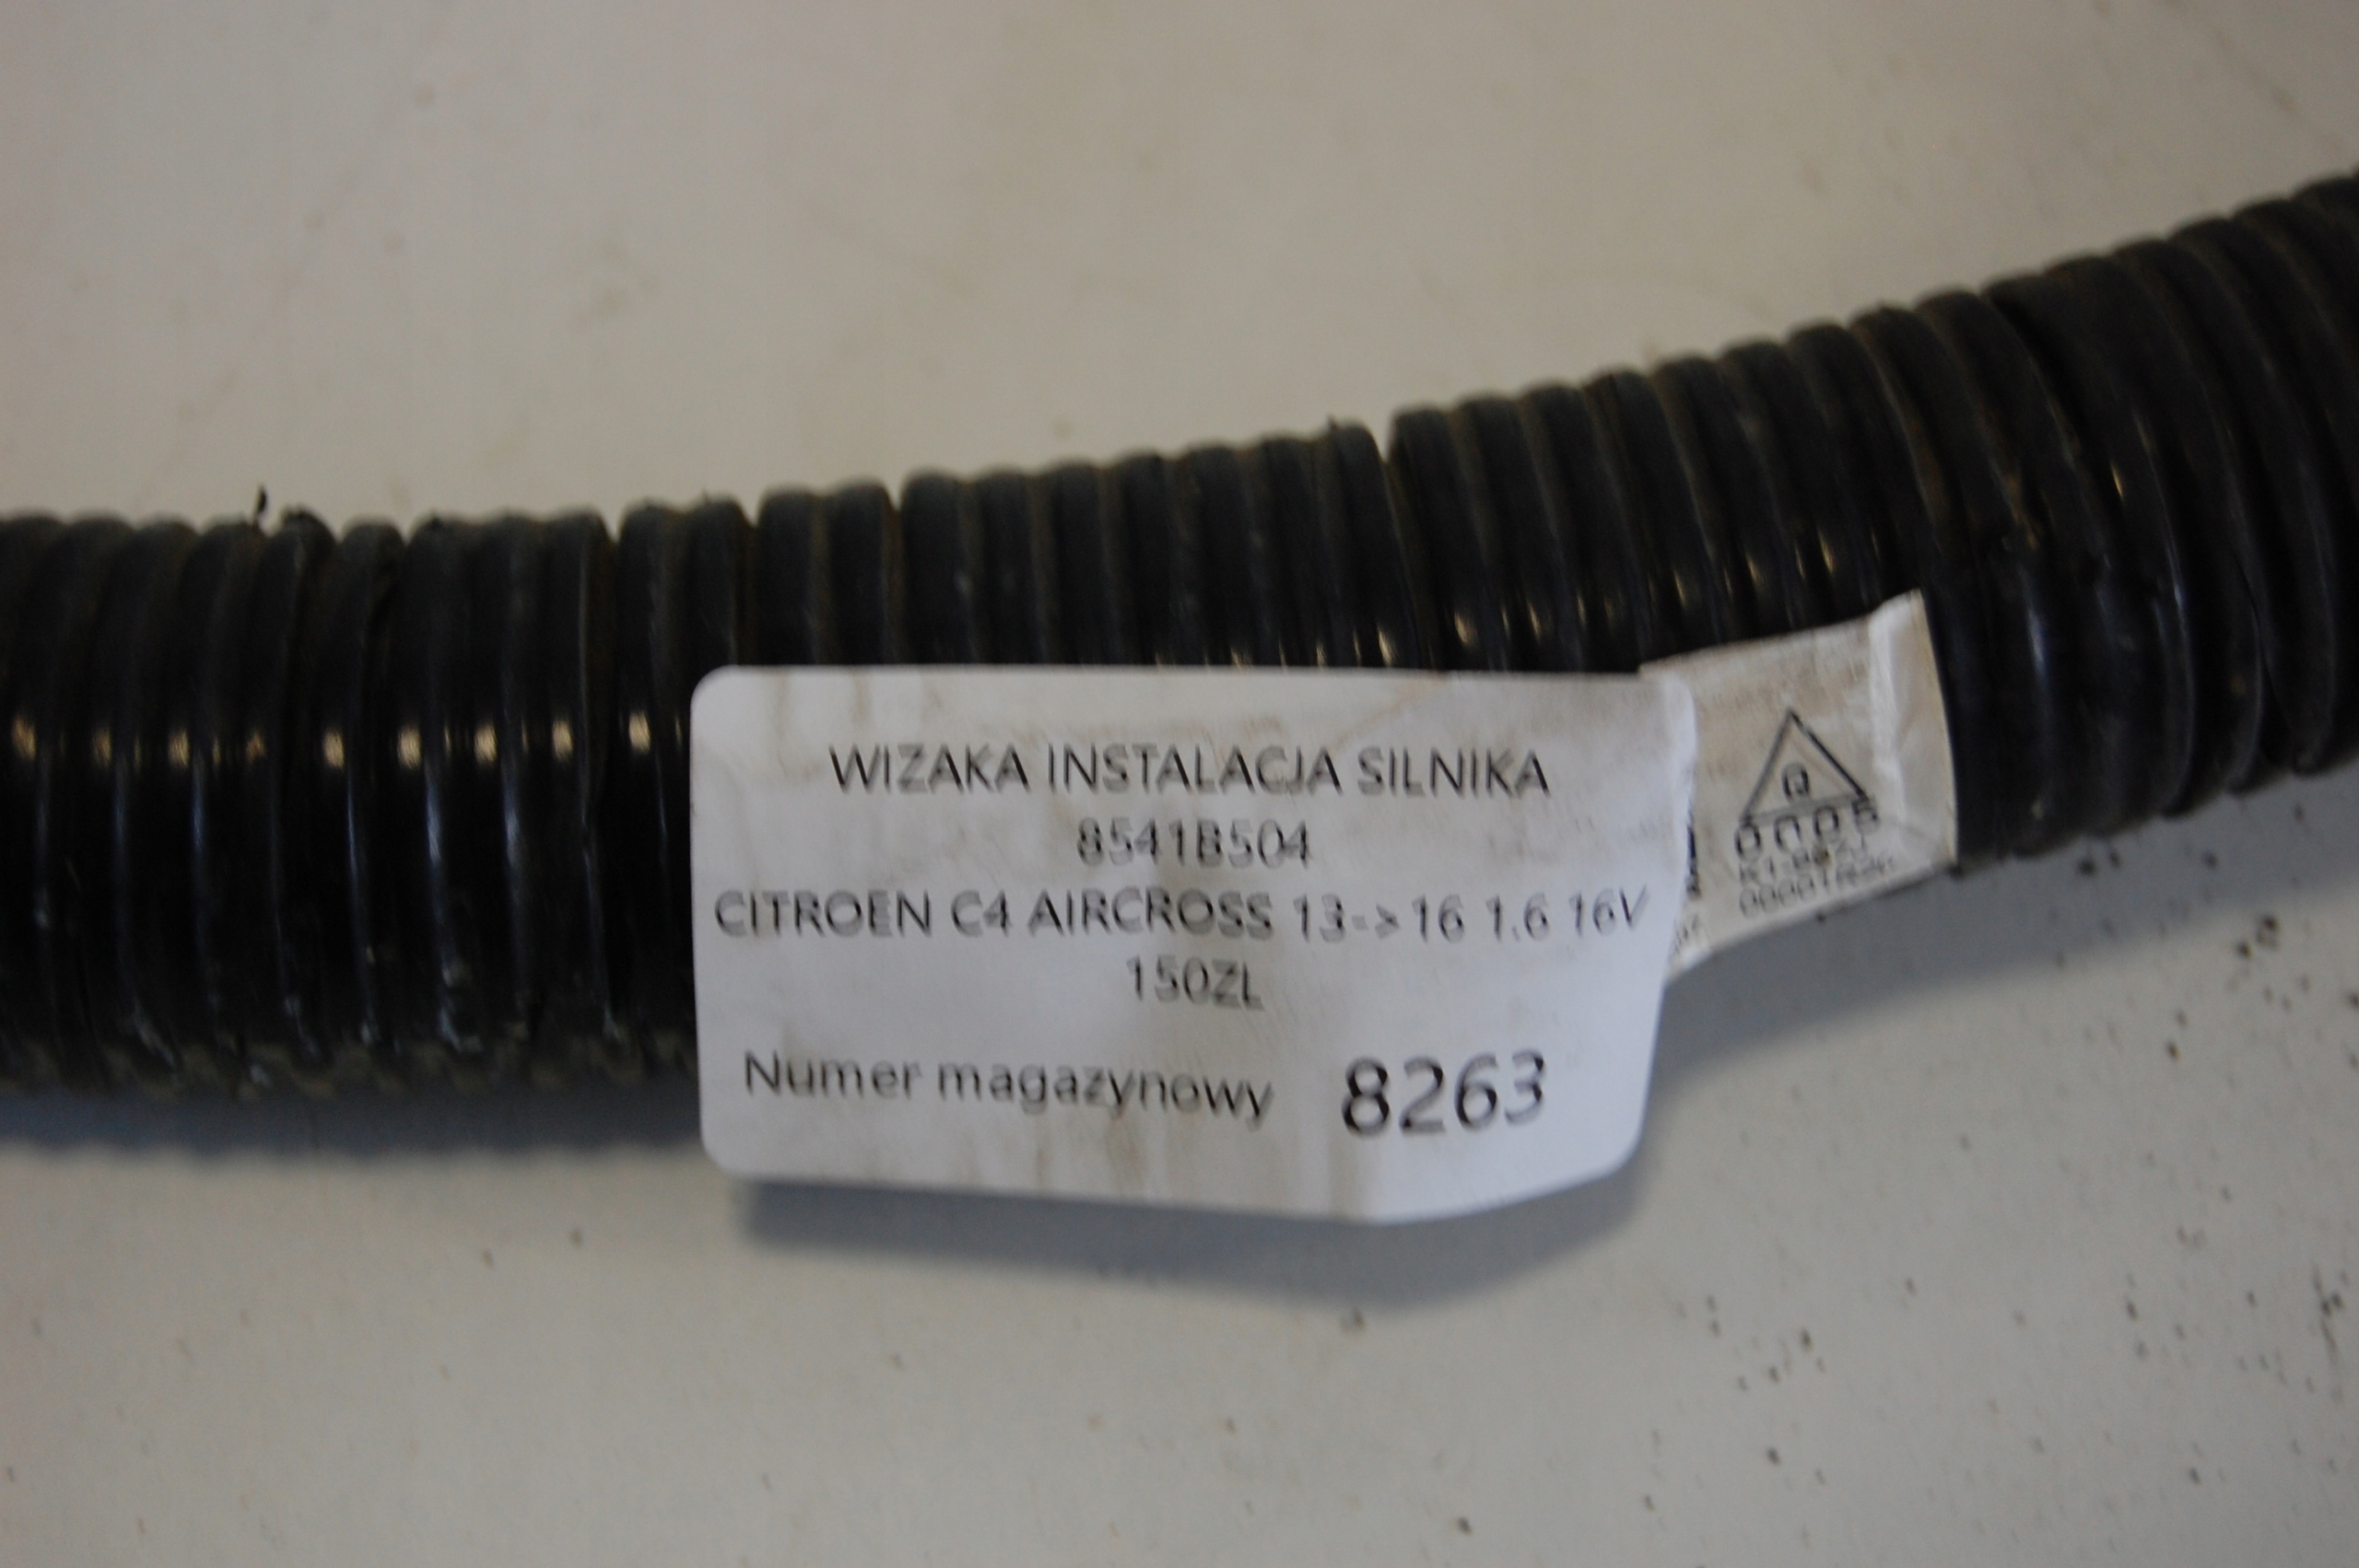 WIZAKA INSTALACJA SILNIKA
8541B504
CITROEN C4 AIRCROSS 13->16 1.6 16V
150ZL
Numer magazynowy 8263